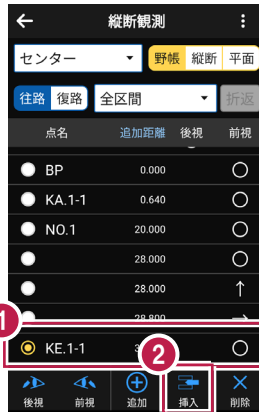 縦断観測
センター 野帳 縦断 平面
往路 復路 全区間 折返
点名 追加距離 後視 前視
BP 0.000
KA.1-1 0.640
NO.1 20.000
28.000
28.000 ↑
28.800 →
1
KE.1-1 3
2
後視 前視 追加 挿入 削除